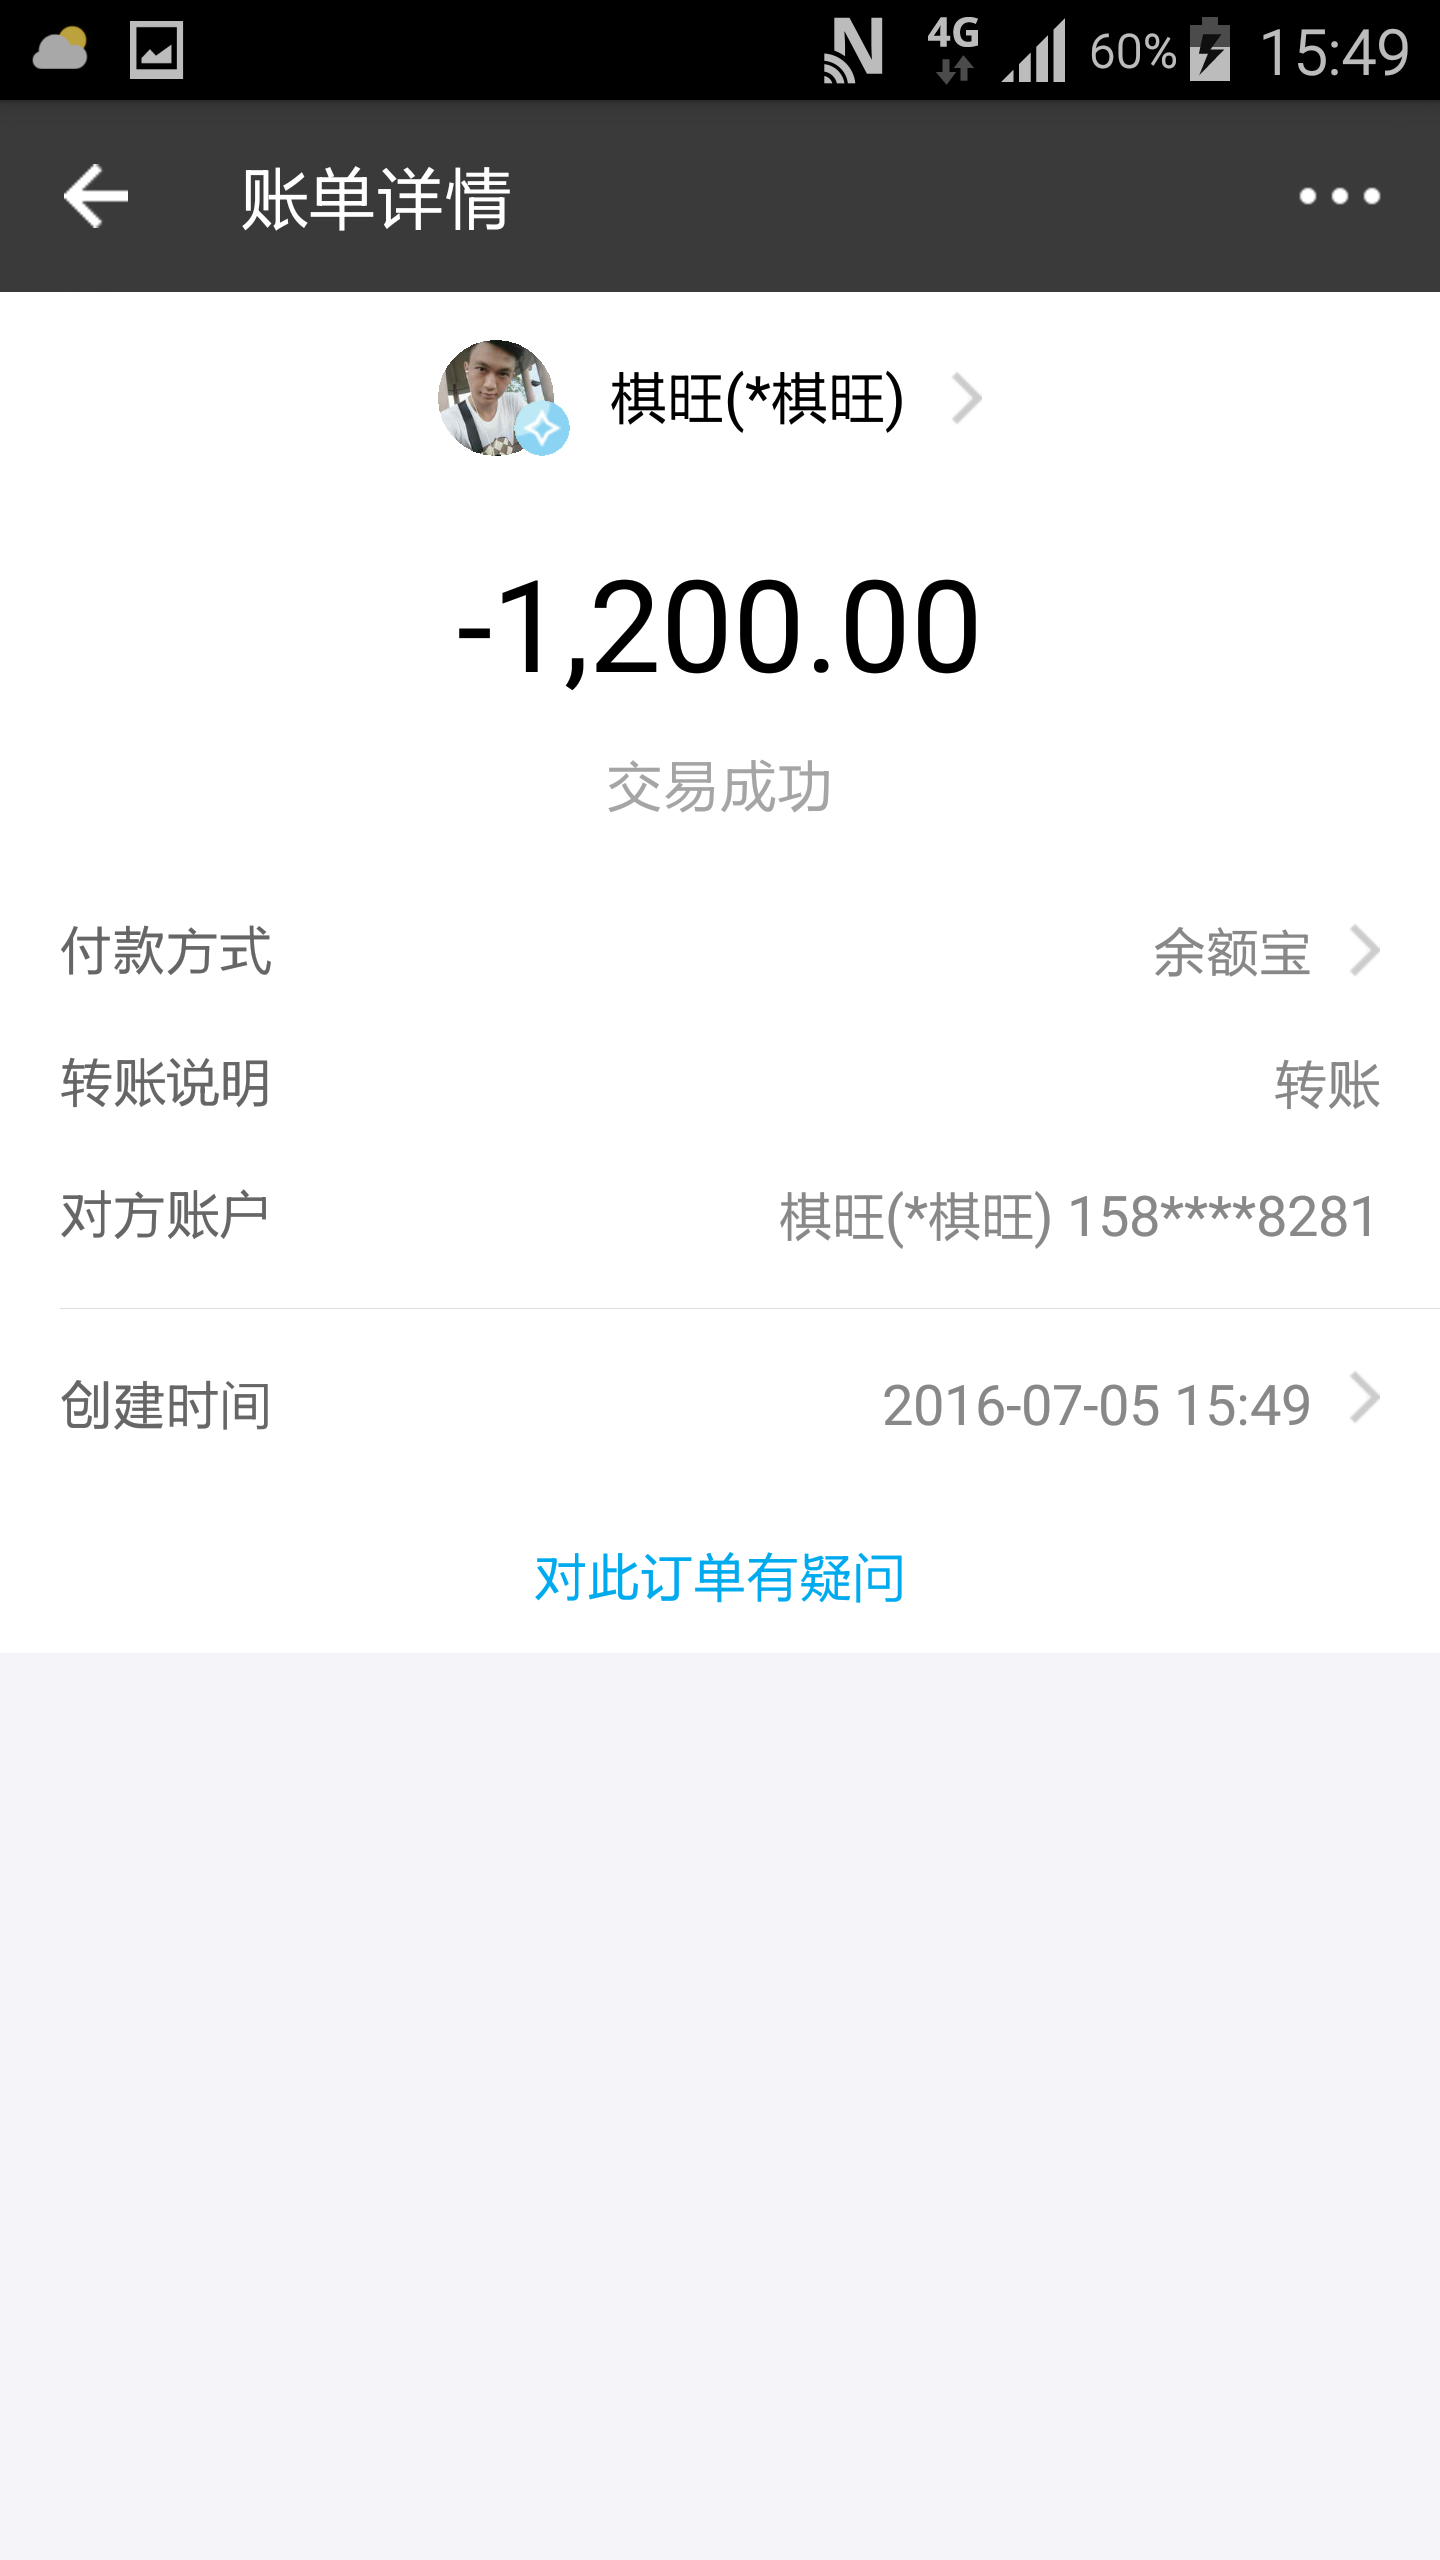 4G 60% 15:49
账单详情
棋旺(*棋旺)
-1,200.00
交易成功
付款方式 余额宝
转账说明 转账
对方账户 棋旺(*棋旺) 158****8281
创建时间 2016-07-05 15:49
对此订单有疑问